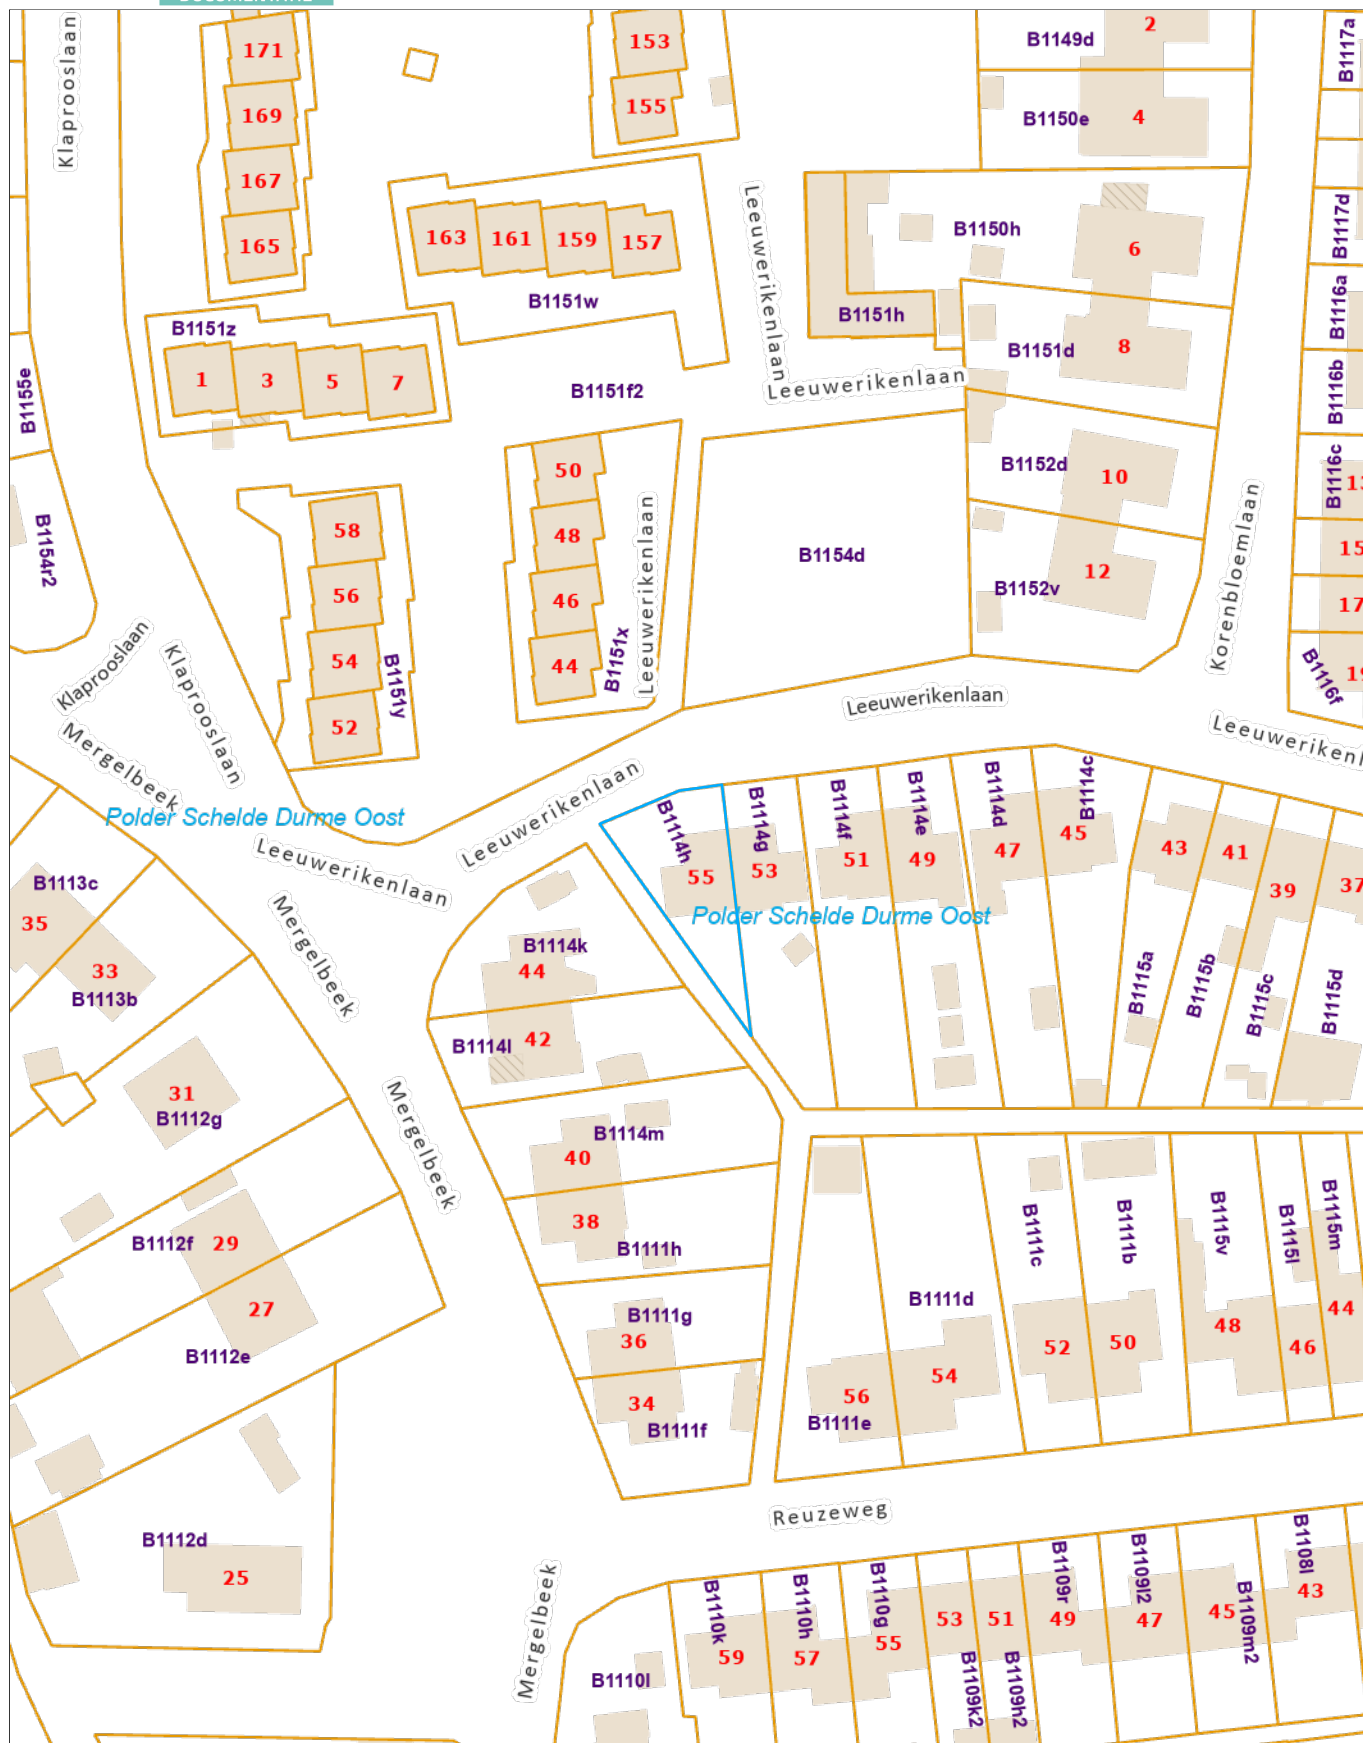 Klaprooslaan
171
169
167
165
153
155
B1149d
2
B1150e
4
B1117a
163
161
159
157
B1151w
Leeuwerikenlaan
B1150h
6
B1117d
B1151z
1
3
5
7
B1151h
B1151d
8
B1116a
B1155e
B1151f2
Leeuwerikenlaan
B1116b
50
48
46
44
B1151x
Leeuwerikenlaan
B1152d
10
B1116c
13
58
56
54
52
B1151y
B1154r2
B1154d
B1152v
12
Korenbloemlaan
15
17
19
B1116f
Klaprooslaan
Klaprooslaan
Mergelbeek
Leeuwerikenlaan
Leeuwerikenl
Polder Schelde Durme Oost
Leeuwerikenlaan
Leeuwerikenlaan
B1114h
55
B1114g
53
B1114f
51
B1114e
49
B1114d
47
B1114c
45
43
41
39
37
Polder Schelde Durme Oost
B1113c
35
33
B1113b
Mergelbeek
B1114k
44
B1114l
42
B1115a
B1115b
B1115c
B1115d
31
B1112g
Mergelbeek
B1114m
40
38
B1111h
B1112f
29
27
B1112e
B1111g
36
34
B1111f
B1111c
B1111b
B1115v
B1115l
B1115m
B1111d
52
50
48
46
44
54
56
B1111e
Reuzeweg
B1112d
25
Mergelbeek
B1110k
B1110h
B1110g
B1109r
B1109l2
B1108l
59
57
55
53
51
49
47
45
43
B1109m2
B1110l
B1109k2
B1109h2